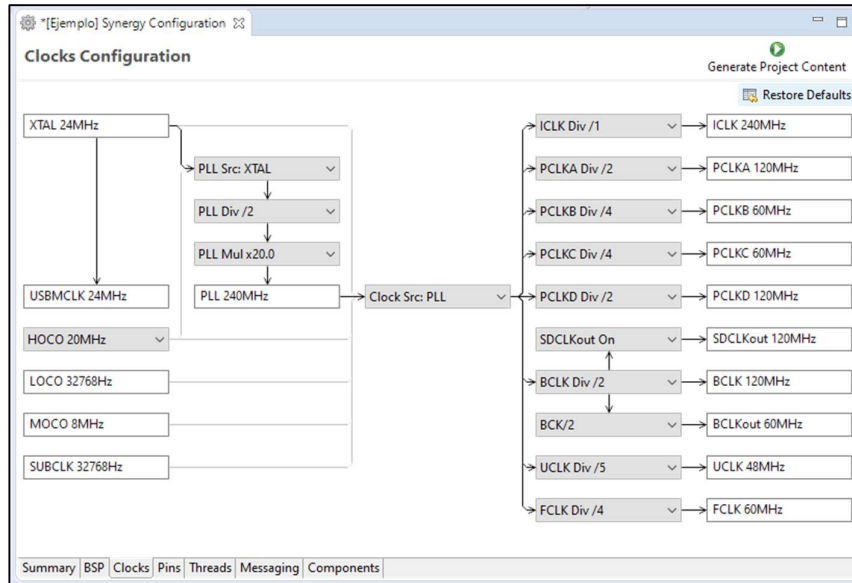 *[Ejemplo] Synergy Configuration
Clocks Configuration
Generate Project Content
Restore Defaults
XTAL 24MHz
PLL Src: XTAL
PLL Div /2
PLL Mul x20.0
USBMCLK 24MHz
PLL 240MHz
Clock Src: PLL
HOCO 20MHz
LOCO 32768Hz
MOCO 8MHz
SUBCLK 32768Hz
ICLK Div /1
ICLK 240MHz
PCLKA Div /2
PCLKA 120MHz
PCLKB Div /4
PCLKB 60MHz
PCLKC Div /4
PCLKC 60MHz
PCLKD Div /2
PCLKD 120MHz
SDCLKout On
SDCLKout 120MHz
BCLK Div /2
BCLK 120MHz
BCK/2
BCLKout 60MHz
UCLK Div /5
UCLK 48MHz
FCLK Div /4
FCLK 60MHz
Summary BSP Clocks Pins Threads Messaging Components